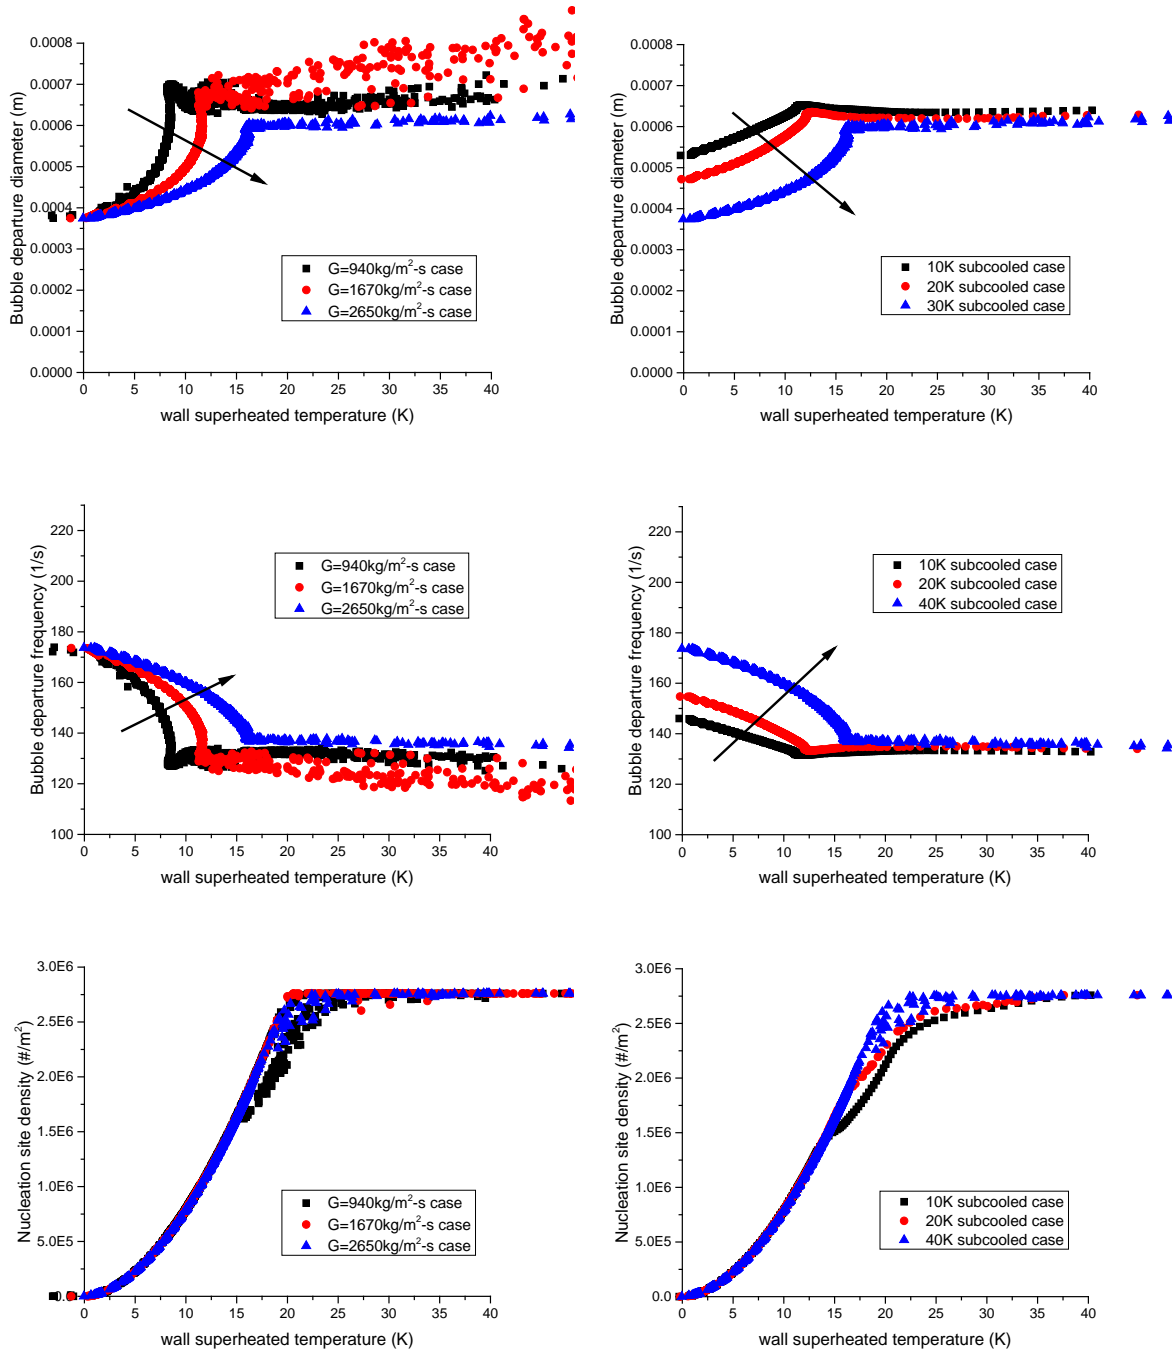 0.0008
0.0007
0.0006
0.0005
0.0004
0.0003
0.0002
0.0001
0.0000
Bubble departure diameter (m)
G=940kg/m²-s case
G=1670kg/m²-s case
G=2650kg/m²-s case
0 5 10 15 20 25 30 35 40
wall superheated temperature (K)
0.0008
0.0007
0.0006
0.0005
0.0004
0.0003
0.0002
0.0001
0.0000
Bubble departure diameter (m)
10K subcooled case
20K subcooled case
30K subcooled case
0 5 10 15 20 25 30 35 40
wall superheated temperature (K)
220
200
180
160
140
120
100
Bubble departure frequency (1/s)
G=940kg/m²-s case
G=1670kg/m²-s case
G=2650kg/m²-s case
0 5 10 15 20 25 30 35 40
wall superheated temperature (K)
220
200
180
160
140
120
100
Bubble departure frequency (1/s)
10K subcooled case
20K subcooled case
40K subcooled case
0 5 10 15 20 25 30 35 40
wall superheated temperature (K)
3.0E6
2.5E6
2.0E6
1.5E6
1.0E6
5.0E5
0.0
Nucleation site density (#/m²)
G=940kg/m²-s case
G=1670kg/m²-s case
G=2650kg/m²-s case
0 5 10 15 20 25 30 35 40
wall superheated temperature (K)
3.0E6
2.5E6
2.0E6
1.5E6
1.0E6
5.0E5
0.0
Nucleation site density (#/m²)
10K subcooled case
20K subcooled case
40K subcooled case
0 5 10 15 20 25 30 35 40
wall superheated temperature (K)